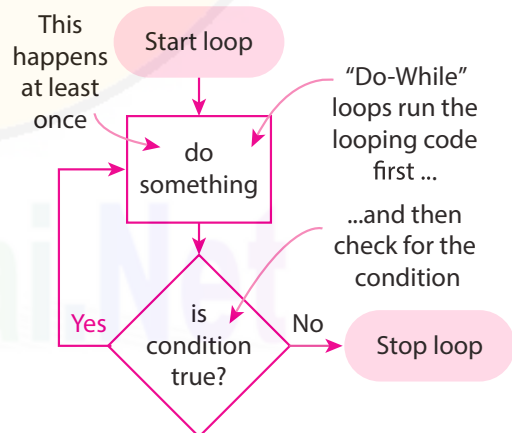 This
happens
at least
once
Start loop
"Do-While"
loops run the
looping code
first ...
do
something
...and then
check for the
condition
is
condition
true?
Yes
No
Stop loop